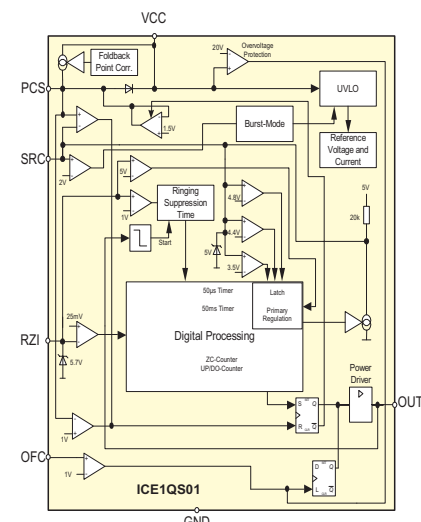 VCC
Foldback
Point Corr.
20V
Overvoltage
Protection
PCS
UVLO
1.5V
Burst-Mode
Reference
Voltage and
Current
SRC
2V
5V
1V
Ringing
Suppression
Time
Start
4.8V
4.4V
5V
3.5V
5V
20k
50µs Timer
50ms Timer
Latch
Primary
Regulation
Digital Processing
ZC-Counter
UP/DO-Counter
25mV
RZI
5.7V
Power
Driver
S Q
R Q
OUT
1V
OFC
1V
D Q
L Q
ICE1QS01
GND